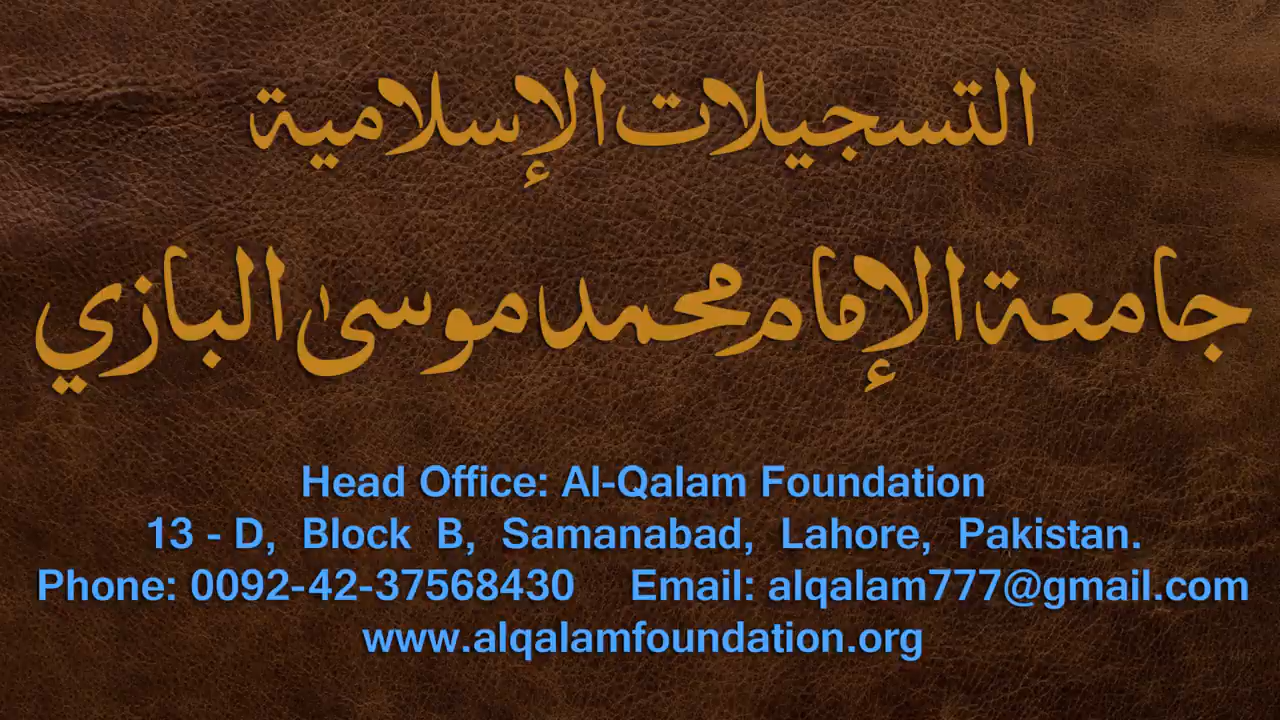 التسجيلات الإسلامية
جامعة الإمام محمد موسىٰ البازي
Head Office: Al-Qalam Foundation
13 - D, Block B, Samanabad, Lahore, Pakistan.
Phone: 0092-42-37568430 Email: alqalam777@gmail.com
www.alqalamfoundation.org